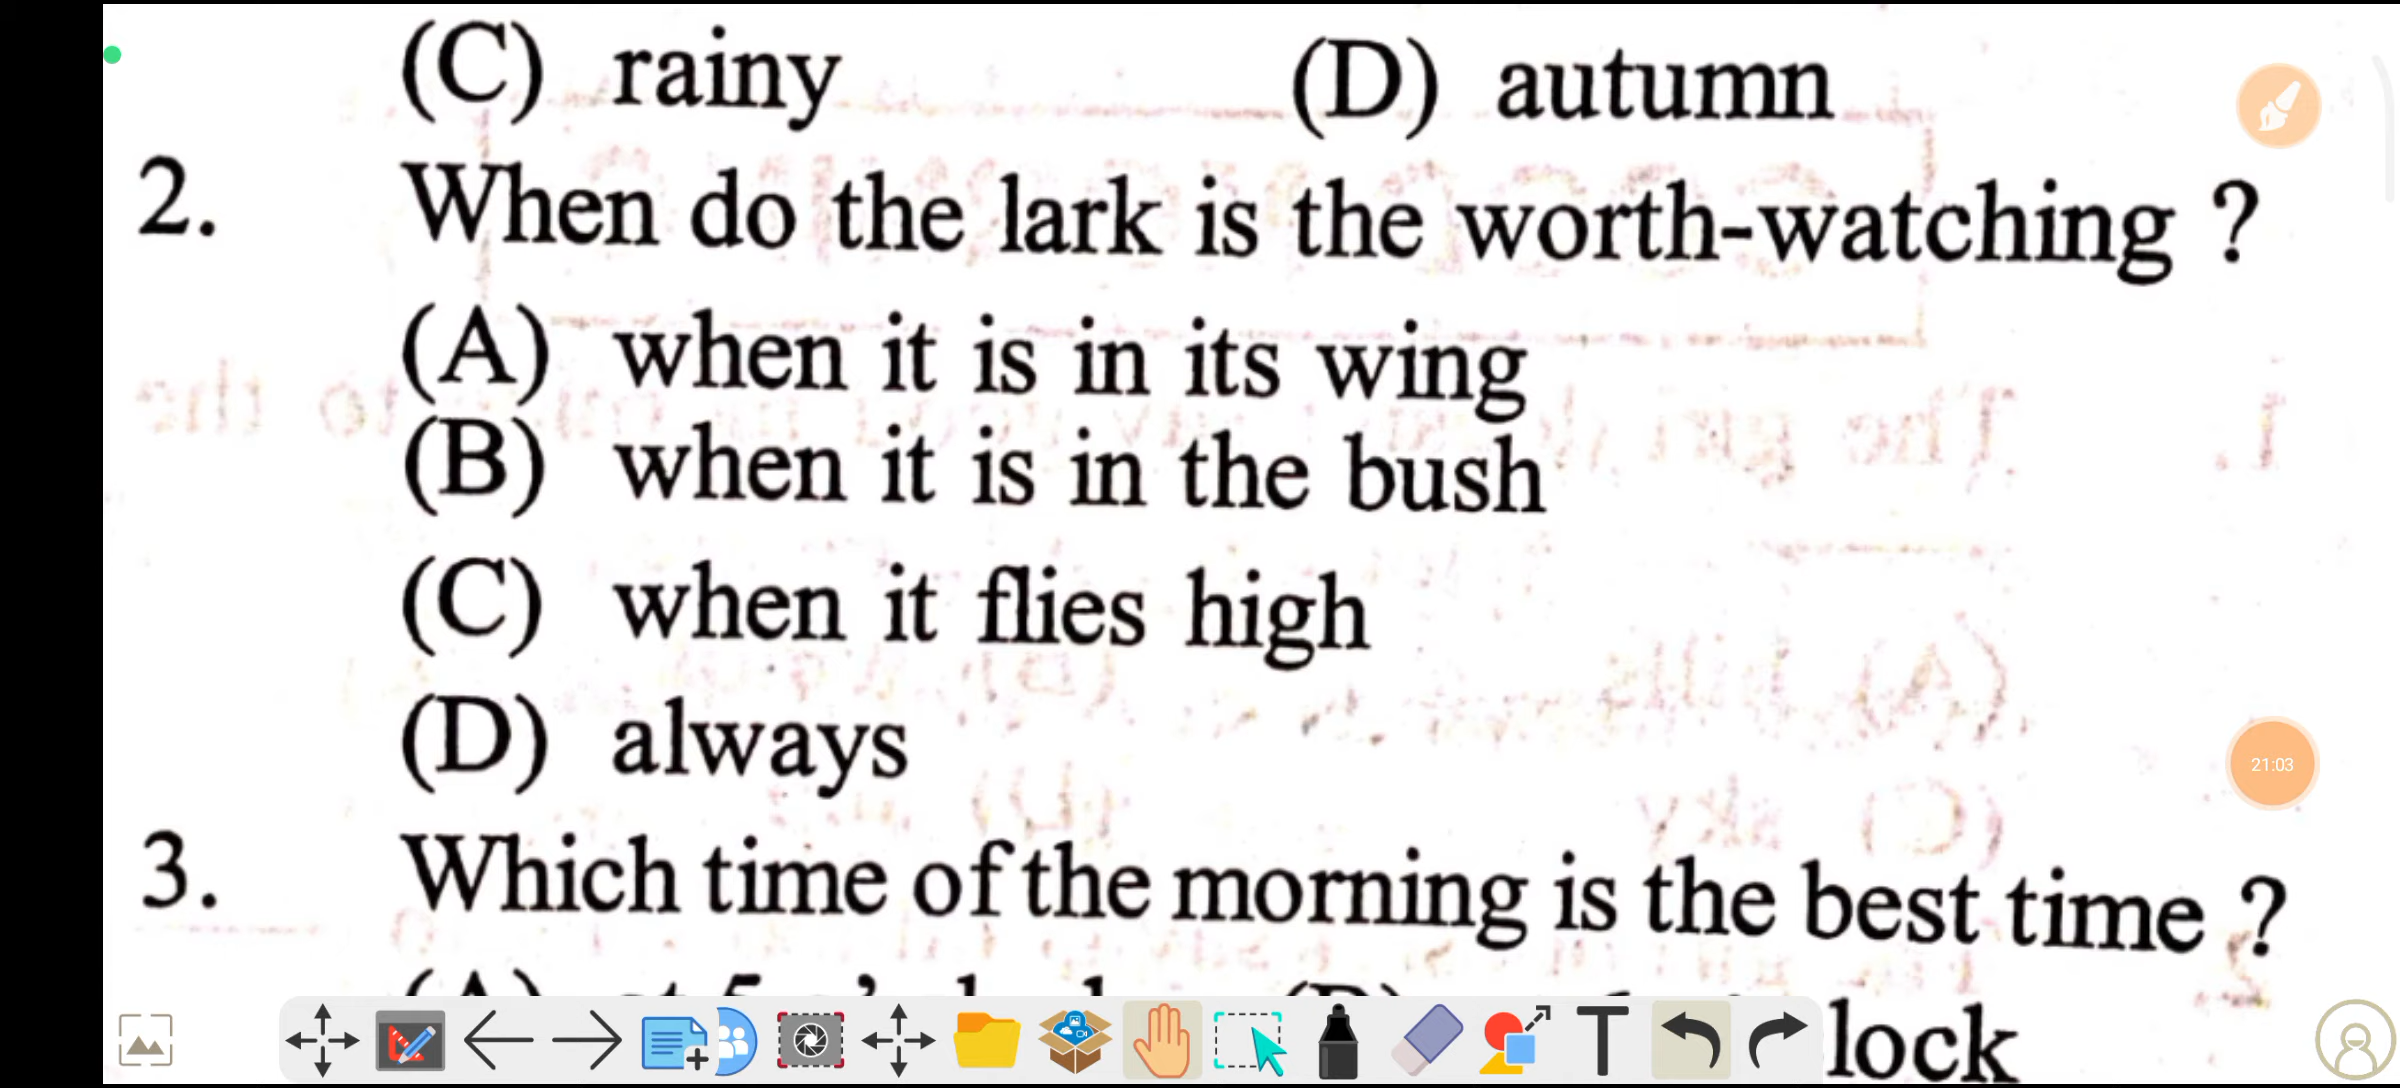 (C) rainy (D) autumn
2. When do the lark is the worth-watching ?
(A) when it is in its wing
(B) when it is in the bush
(C) when it flies high
(D) always
21:03
3. Which time of the morning is the best time ?
lock